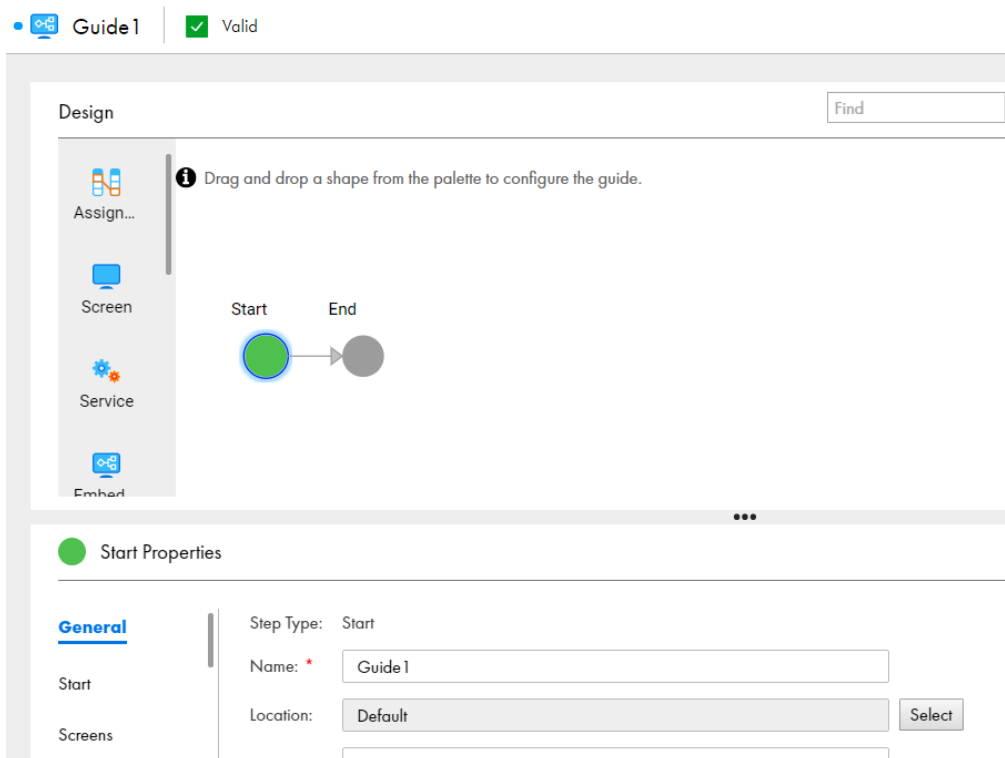 Guide1
Valid
Design
Find
Drag and drop a shape from the palette to configure the guide.
Assign...
Screen
Service
Embed
Start
End
Start Properties
General
Start
Screens
Step Type: Start
Name: * Guide1
Location: Default
Select